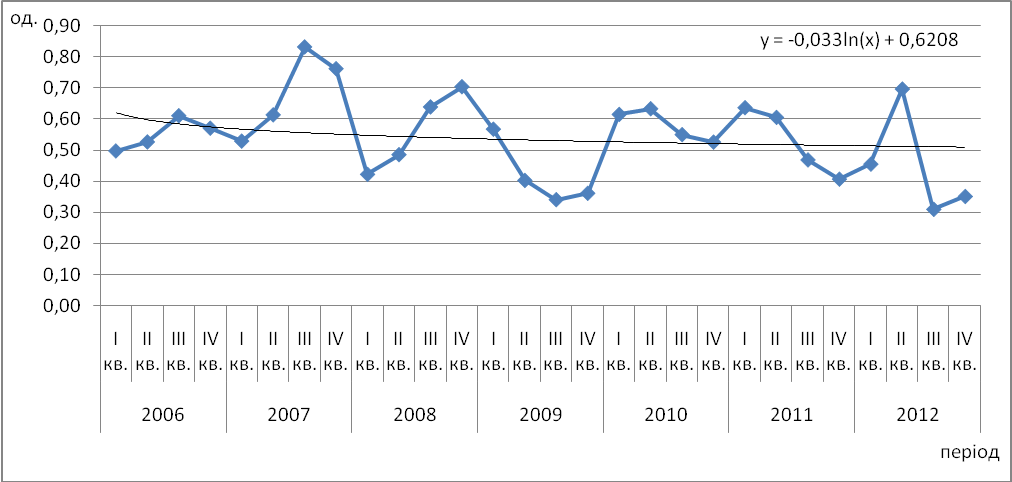 од.
0,90
y = -0,033ln(x) + 0,6208
0,80
0,70
0,60
0,50
0,40
0,30
0,20
0,10
0,00
I II III IV I II III IV I II III IV I II III IV I II III IV I II III IV I II III IV
кв. кв. кв. кв. кв. кв. кв. кв. кв. кв. кв. кв. кв. кв. кв. кв. кв. кв. кв. кв. кв. кв. кв. кв. кв. кв. кв. кв.
2006 2007 2008 2009 2010 2011 2012
період